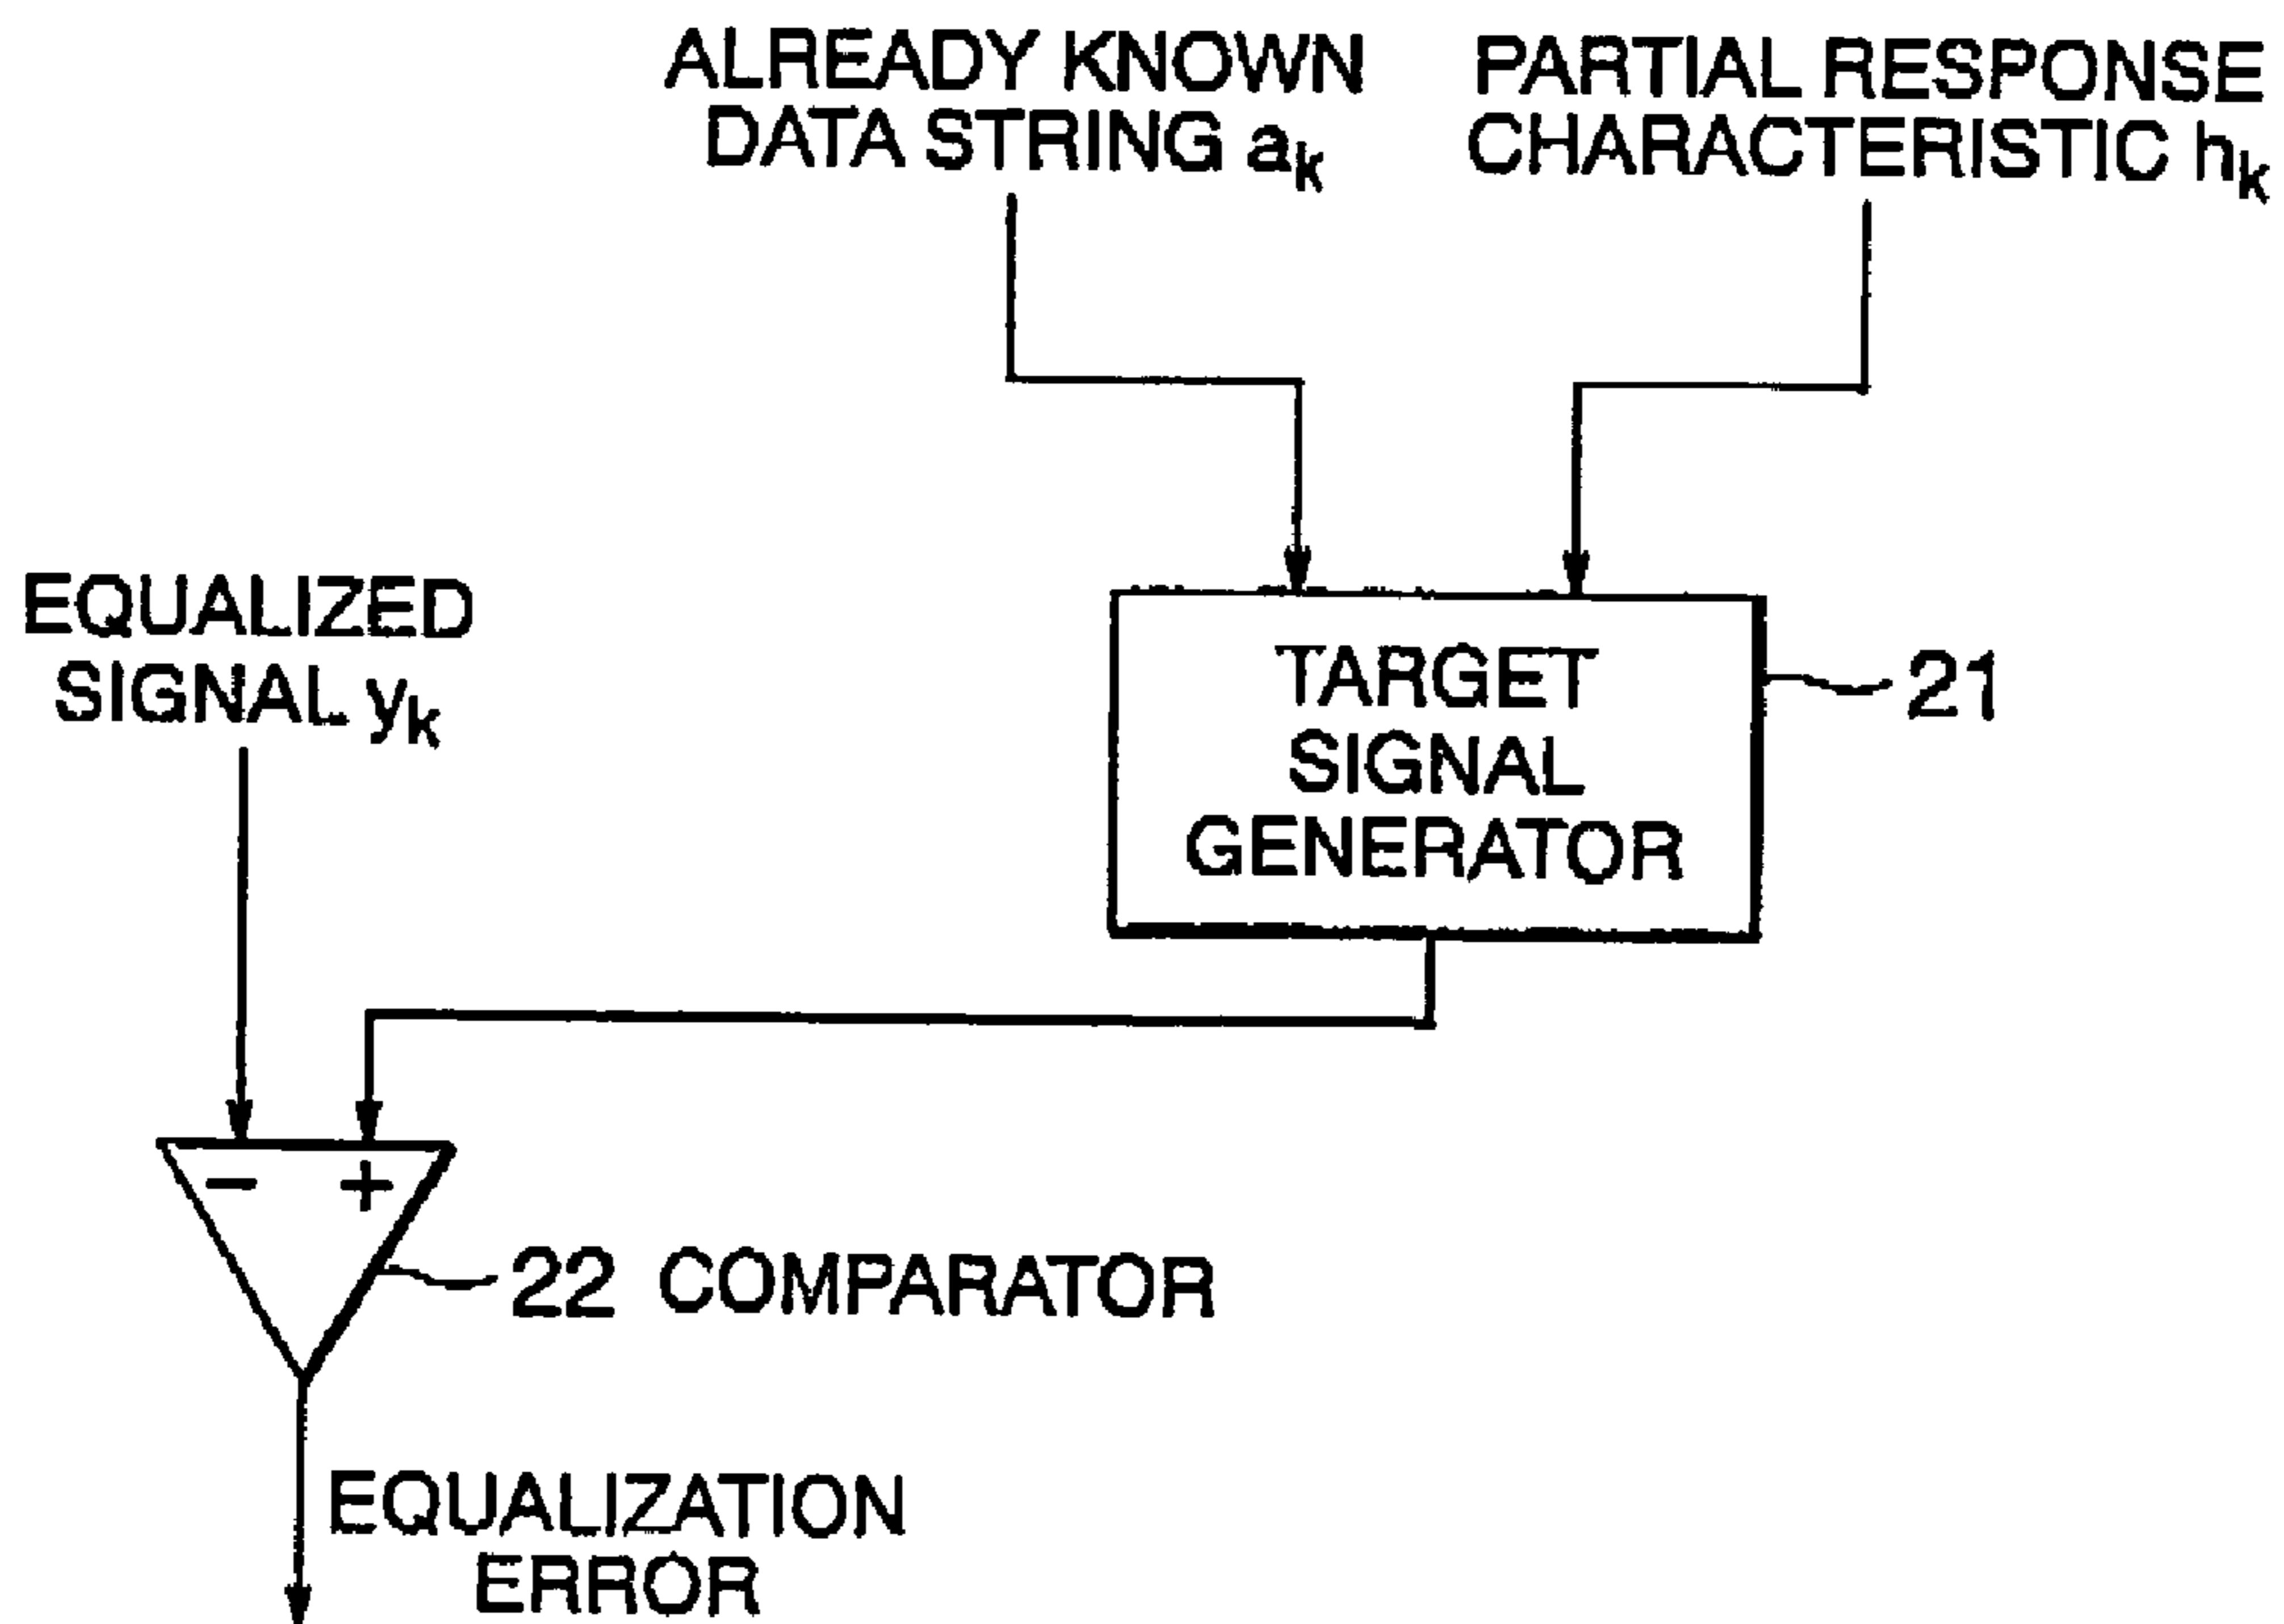 ALREADY KNOWN
DATA STRING aₖ
PARTIAL RESPONSE
CHARACTERISTIC hₖ
EQUALIZED
SIGNAL yₖ
TARGET
SIGNAL
GENERATOR
21
− +
22 COMPARATOR
EQUALIZATION
ERROR